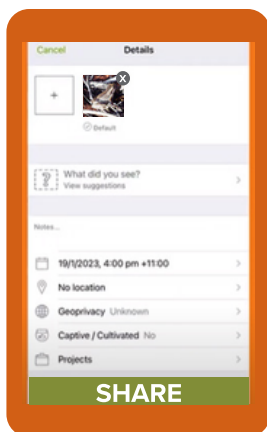 Cancel Details
+
X
Default
? What did you see?
View suggestions
Notes...
19/1/2023, 4:00 pm +11:00
No location
Geoprivacy Unknown
Captive / Cultivated No
Projects
SHARE